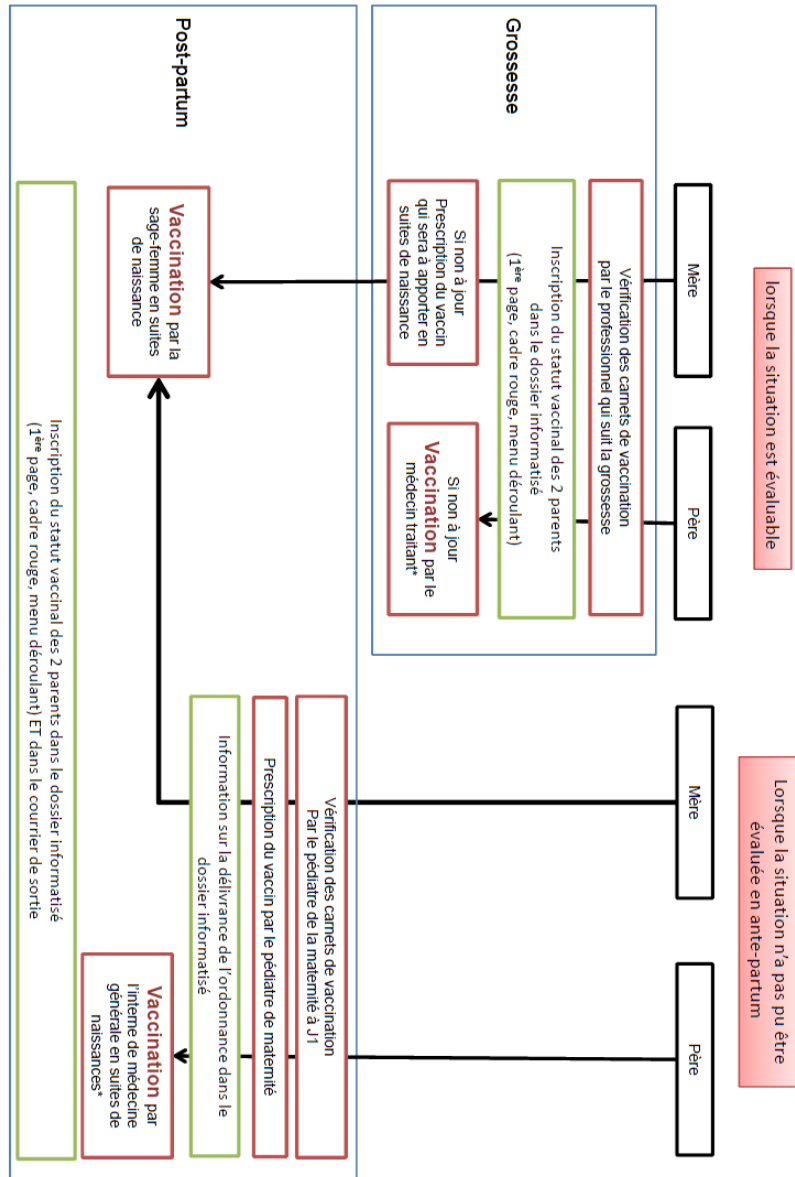 lorsque la situation est évaluable
Lorsque la situation n'a pas pu être
évaluée en ante-partum
Mère
Père
Mère
Père
Grossesse
Vérification des carnets de vaccination
par le professionnel qui suit la grossesse
Inscription du statut vaccinal des 2 parents
dans le dossier informatisé
(1ère page, cadre rouge, menu déroulant)
Si non à jour
Prescription du vaccin
qui sera à apporter en
suites de naissance
Si non à jour
Vaccination par le
médecin traitant*
Post-partum
Vérification des carnets de vaccination
Par le pédiatre de la maternité à J1
Prescription du vaccin par le pédiatre de maternité
Information sur la délivrance de l'ordonnance dans le
dossier informatisé
Vaccination par la
sage-femme en suites
de naissance
Vaccination par
l'interne de médecine
générale en suites de
naissances*
Inscription du statut vaccinal des 2 parents dans le dossier informatisé
(1ère page, cadre rouge, menu déroulant) ET dans le courrier de sortie